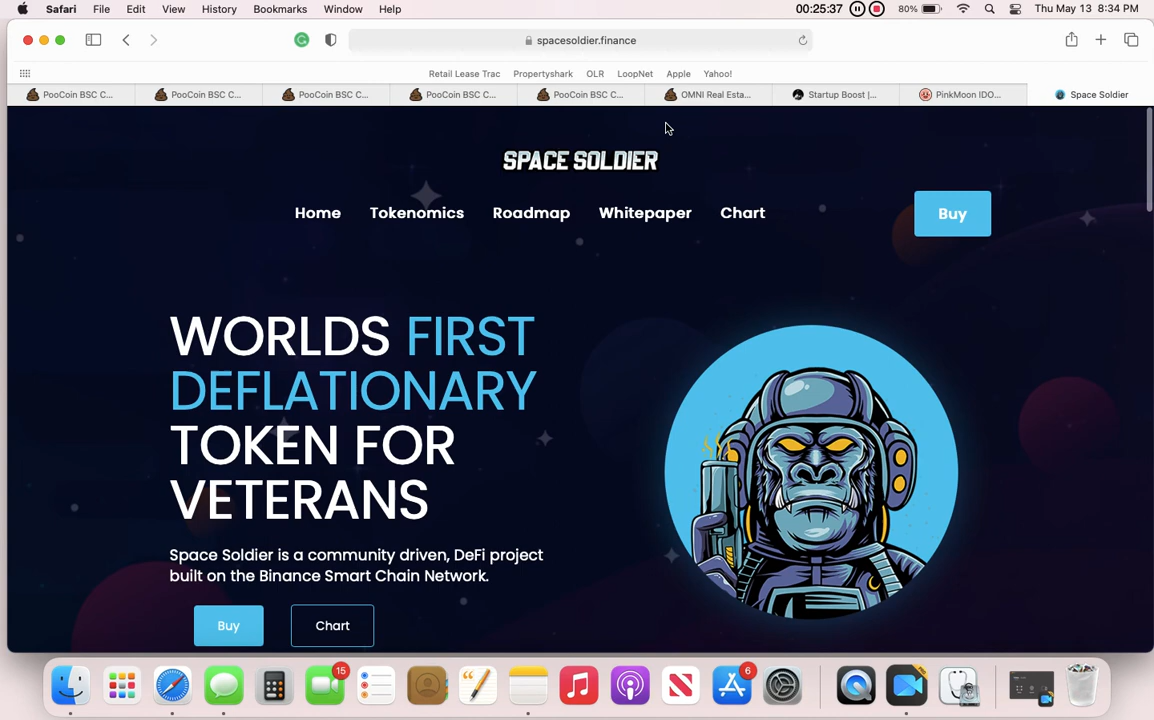 Safari File Edit View History Bookmarks Window Help 00:25:37 80% Thu May 13 8:34 PM
spacesoldier.finance
Retail Lease Trac Propertyshark OLR LoopNet Apple Yahoo!
PooCoin BSC C... PooCoin BSC C... PooCoin BSC C... PooCoin BSC C... PooCoin BSC C... OMNI Real Esta... Startup Boost |... PinkMoon IDO... Space Soldier
SPACE SOLDIER
Home Tokenomics Roadmap Whitepaper Chart Buy
WORLDS FIRST
DEFLATIONARY
TOKEN FOR
VETERANS
Space Soldier is a community driven, DeFi project
built on the Binance Smart Chain Network.
Buy Chart
15 6